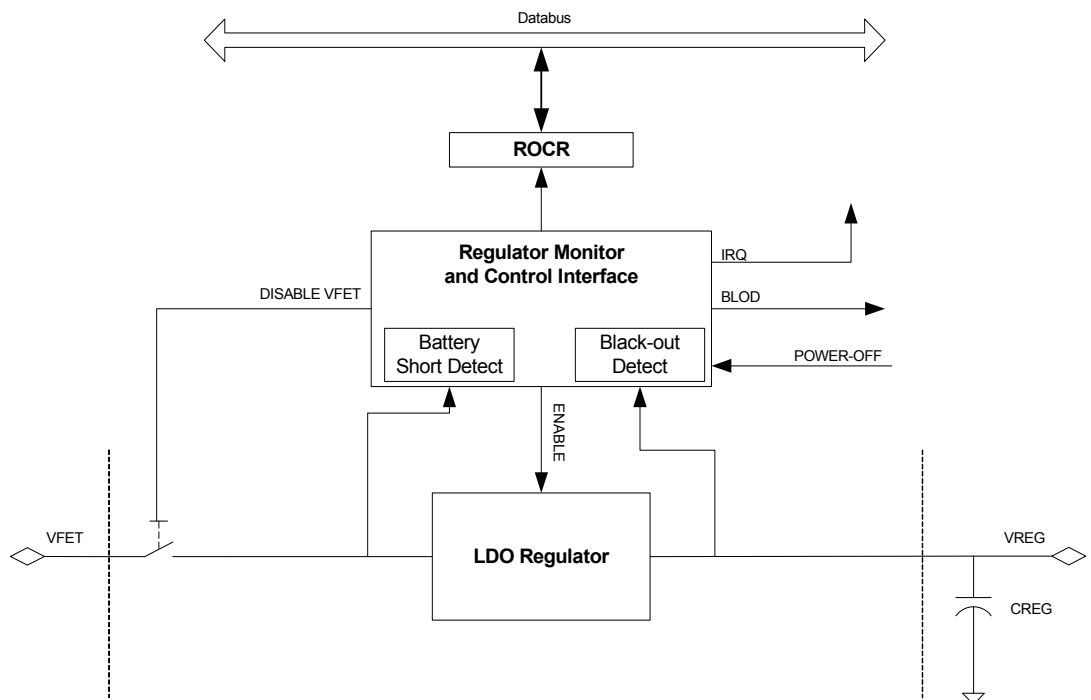 Databus
ROCR
Regulator Monitor
and Control Interface
IRQ
DISABLE VFET
BLOD
Battery
Short Detect
Black-out
Detect
POWER-OFF
ENABLE
VFET
LDO Regulator
VREG
CREG